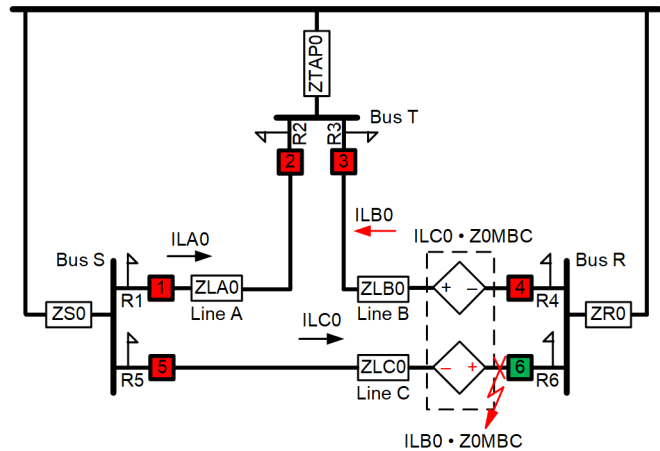 ZTAP0
Bus T
R2
R3
2
3
ILA0
ILB0
ILC0 • Z0MBC
Bus S
Bus R
1
ZLA0
ZLB0
+
–
4
R1
Line A
Line B
R4
ZS0
ZR0
ILC0
5
ZLC0
–
+
6
R5
Line C
R6
ILB0 • Z0MBC